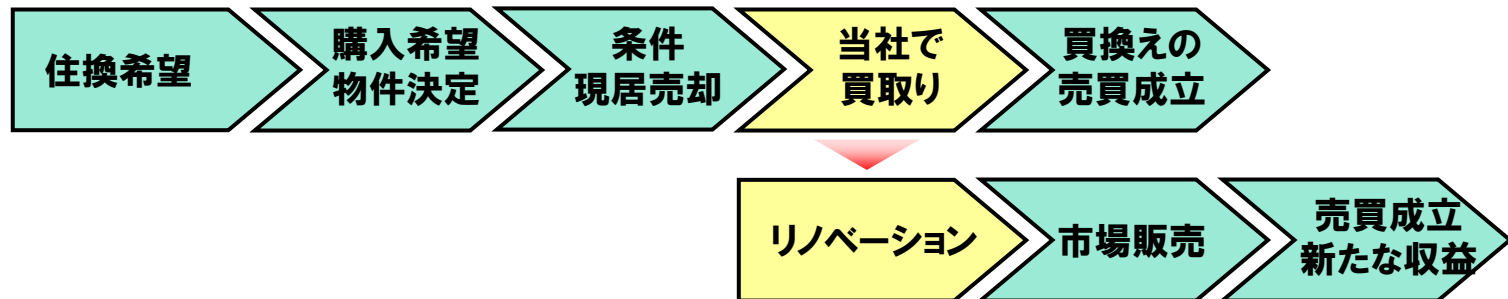 住換希望
購入希望
物件決定
条件
現居売却
当社で
買取り
買換えの
売買成立
リノベーション
市場販売
売買成立
新たな収益